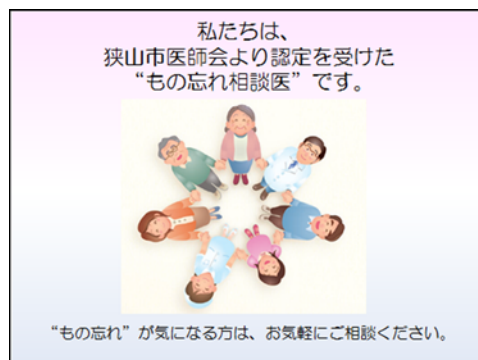 私たちは、
狭山市医師会より認定を受けた
“もの忘れ相談医”です。
“もの忘れ”が気になる方は、お気軽にご相談ください。